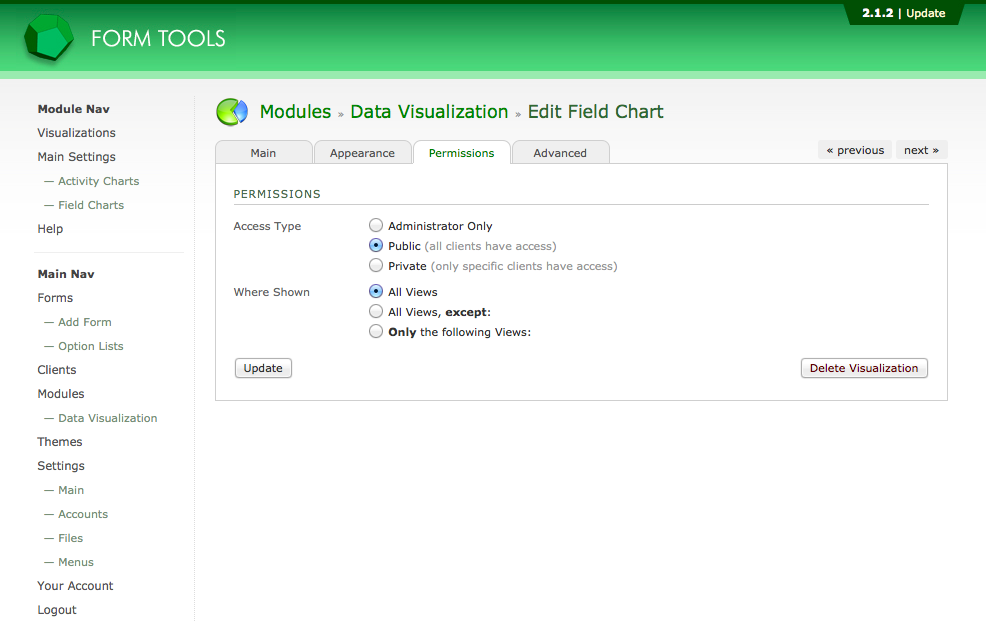 2.1.2 | Update
FORM TOOLS
Module Nav
Visualizations
Main Settings
— Activity Charts
— Field Charts
Help
Main Nav
Forms
— Add Form
— Option Lists
Clients
Modules
— Data Visualization
Themes
Settings
— Main
— Accounts
— Files
— Menus
Your Account
Logout
Modules » Data Visualization » Edit Field Chart
Main Appearance Permissions Advanced « previous next »
PERMISSIONS
Access Type Administrator Only
Public (all clients have access)
Private (only specific clients have access)
Where Shown All Views
All Views, except:
Only the following Views:
Update Delete Visualization